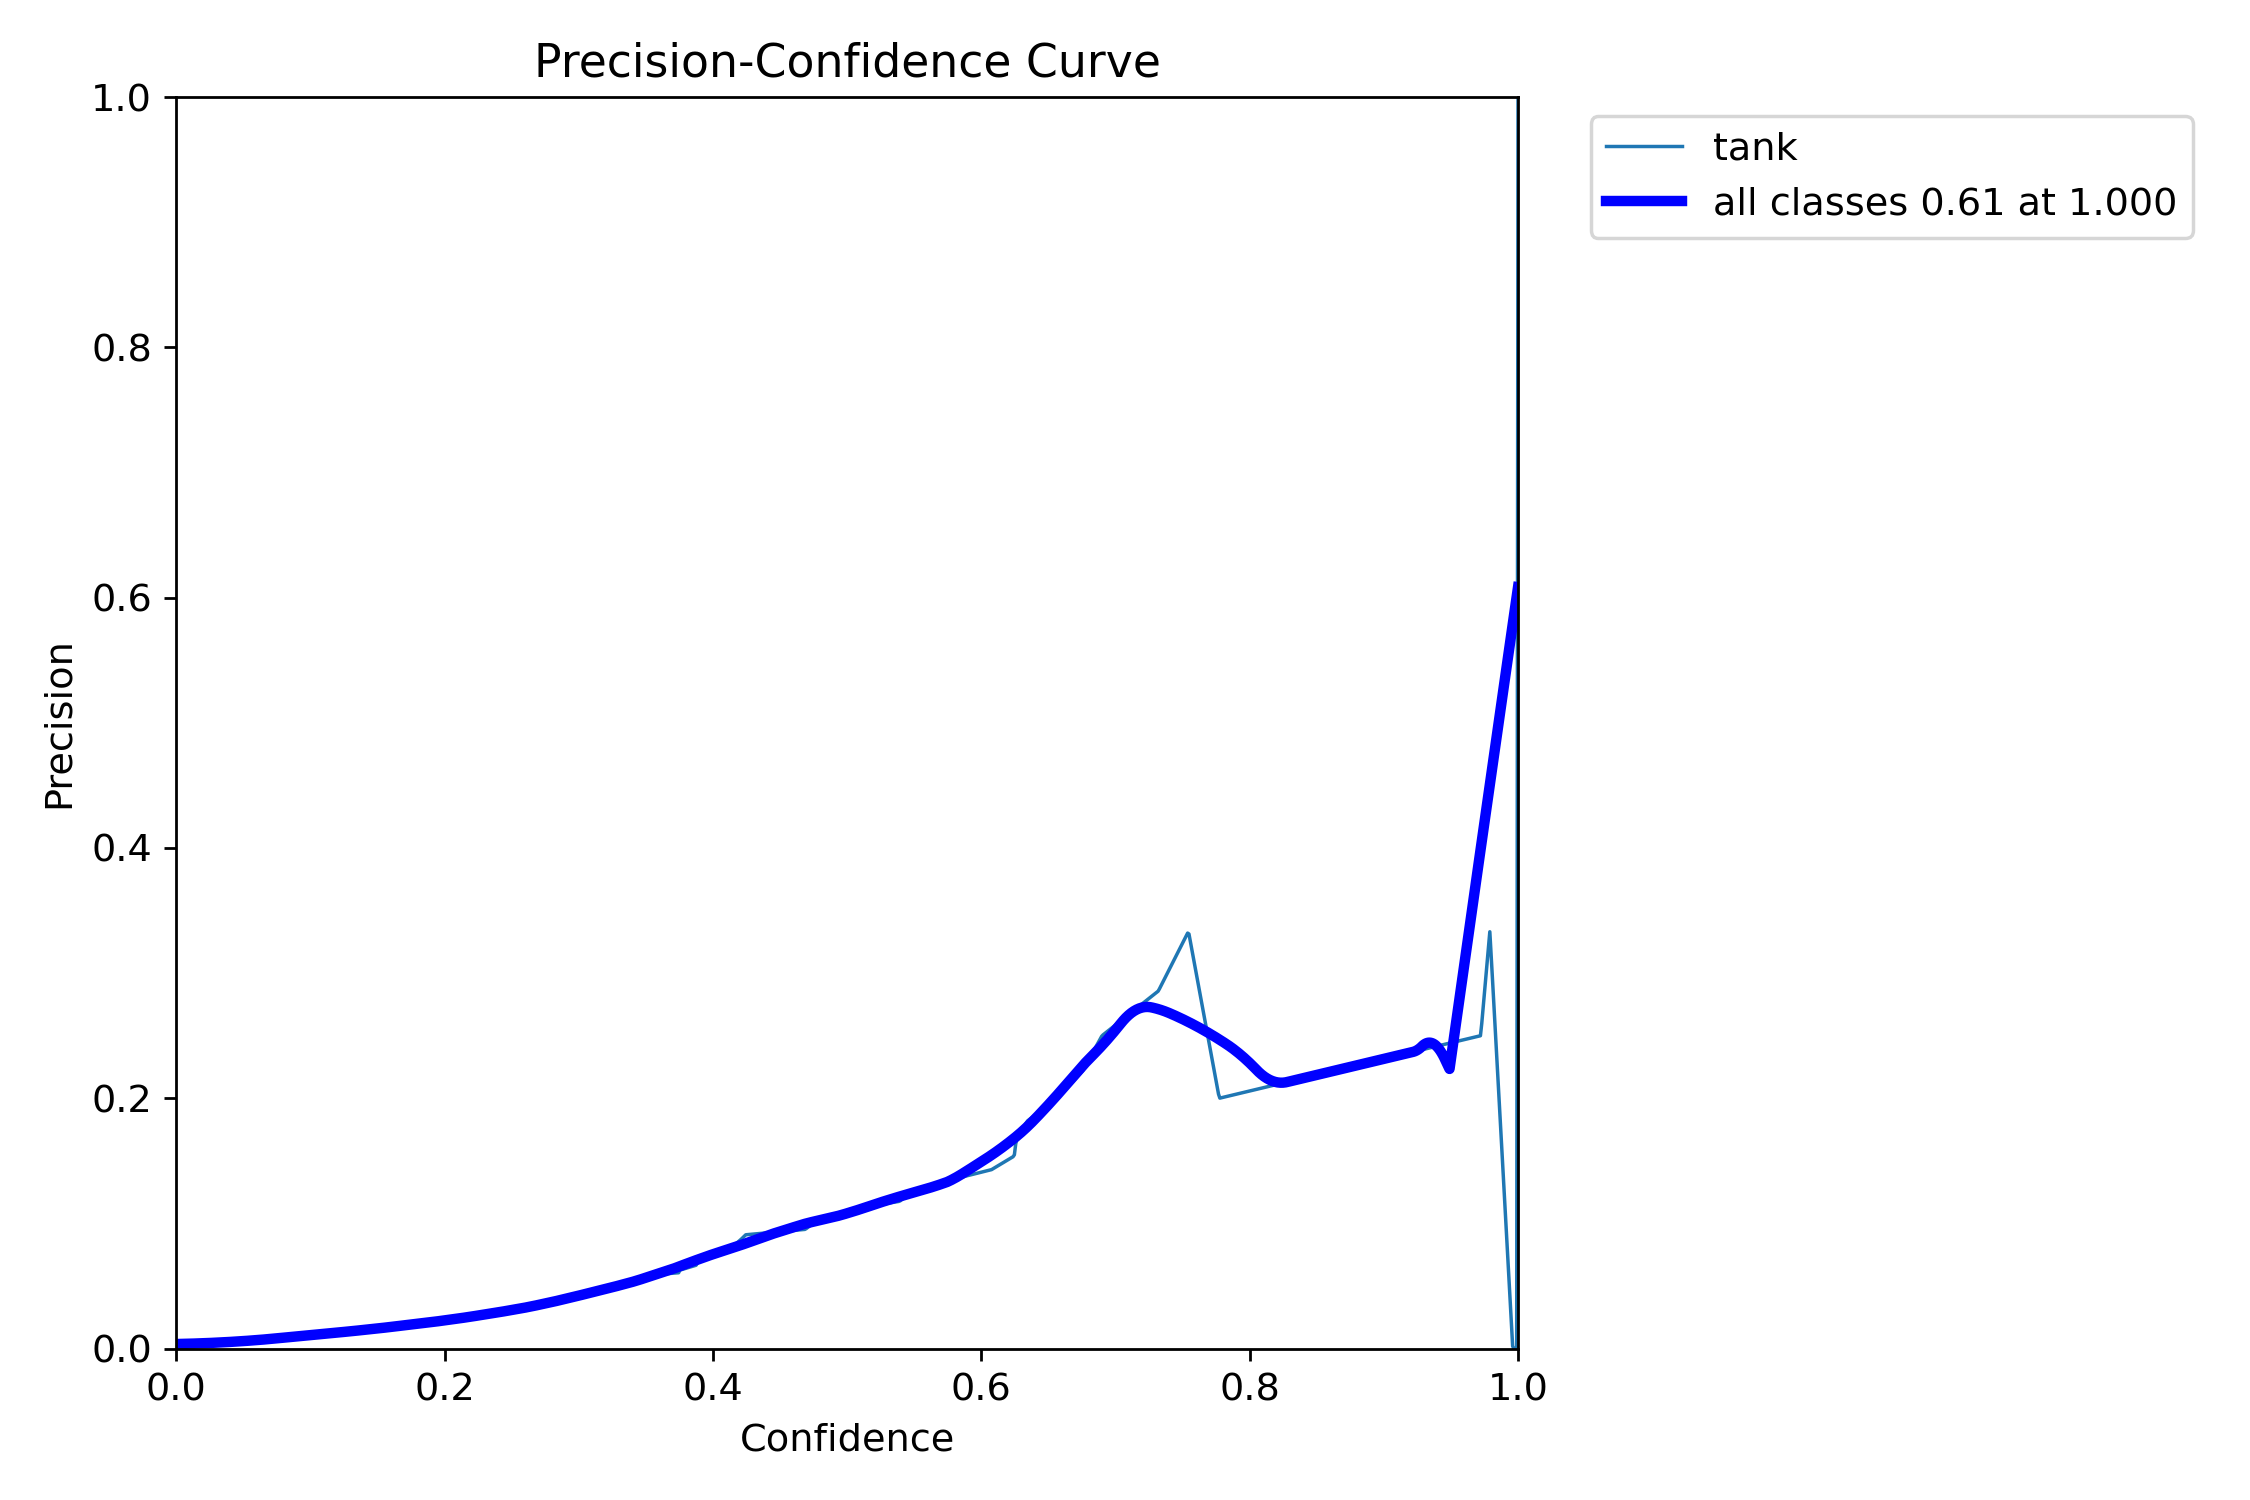 Precision-Confidence Curve
tank
all classes 0.61 at 1.000
1.0
0.8
0.6
0.4
0.2
0.0
Precision
0.0 0.2 0.4 0.6 0.8 1.0
Confidence